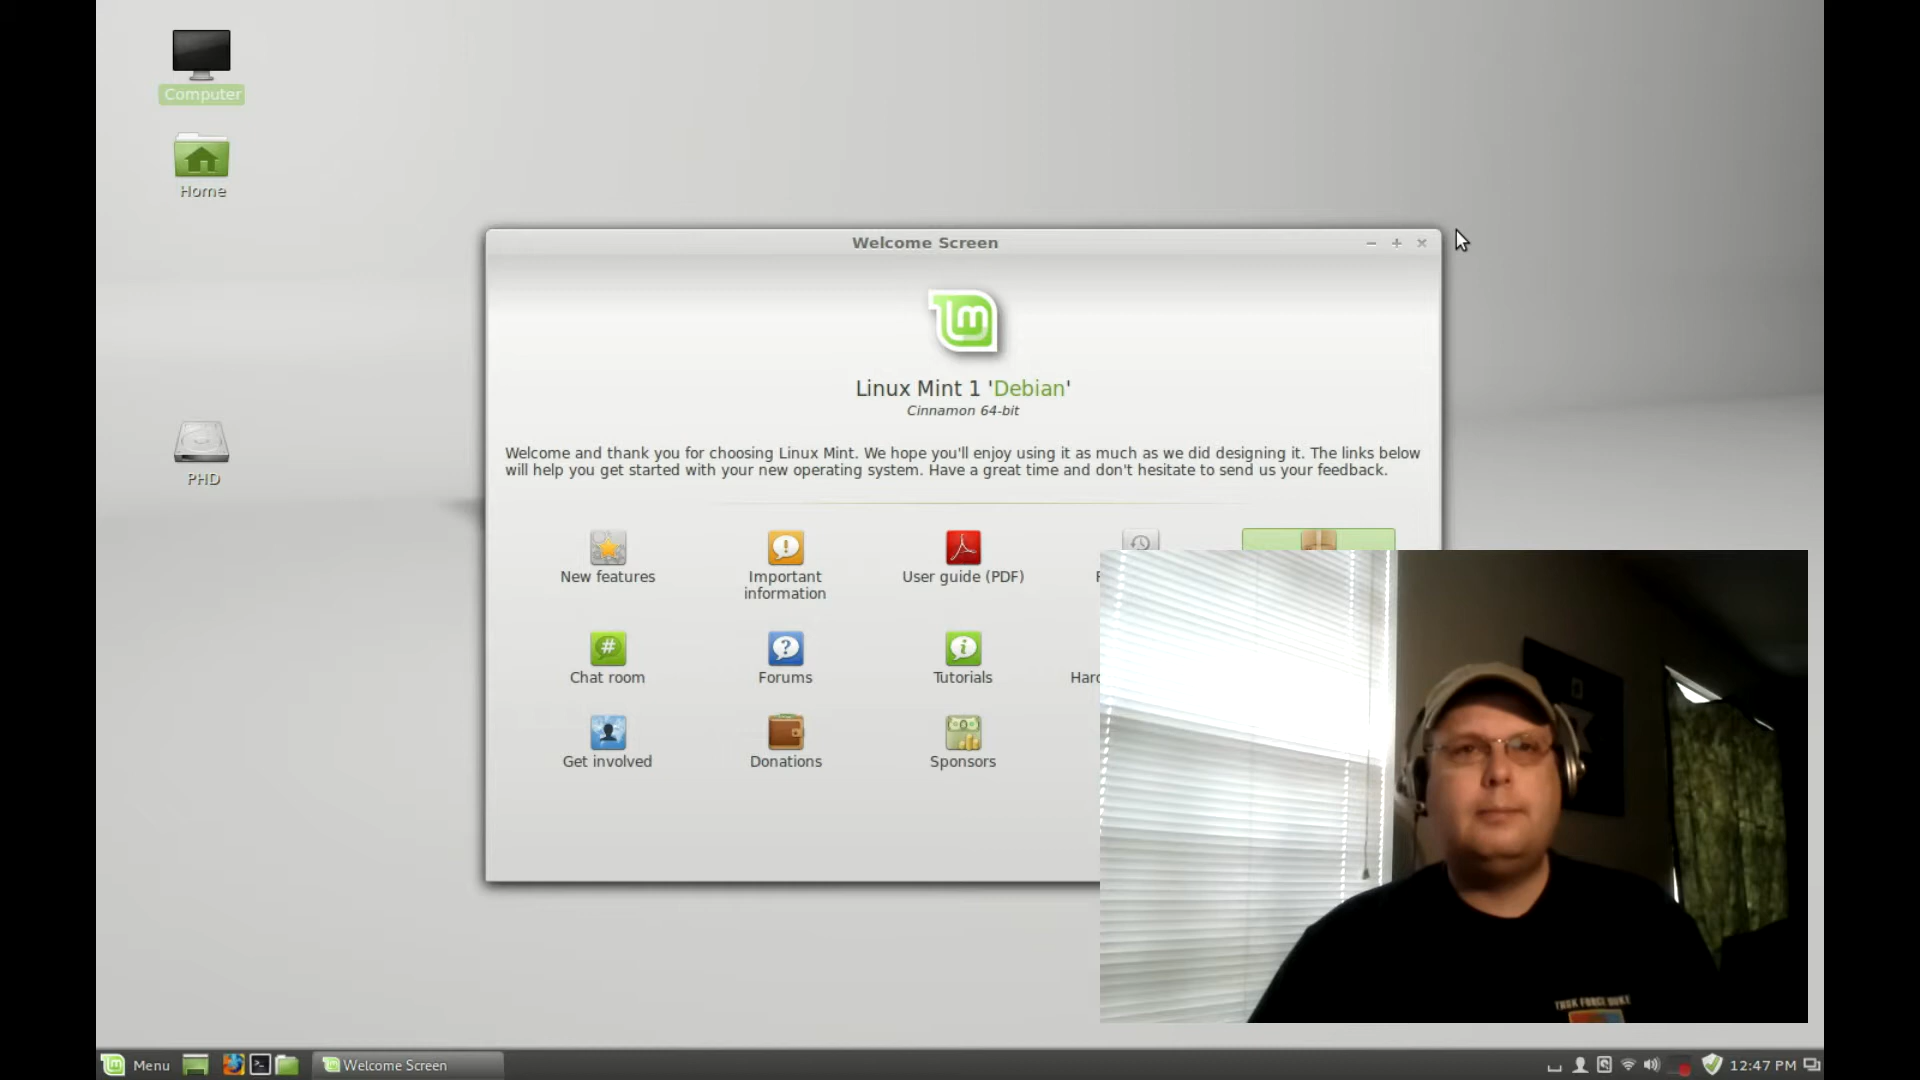 Computer
Home
PHD
Welcome Screen
Linux Mint 1 'Debian'
Cinnamon 64-bit
Welcome and thank you for choosing Linux Mint. We hope you'll enjoy using it as much as we did designing it. The links below
will help you get started with your new operating system. Have a great time and don't hesitate to send us your feedback.
New features
Important
information
User guide (PDF)
Chat room
Forums
Tutorials
Get involved
Donations
Sponsors
Menu
Welcome Screen
12:47 PM